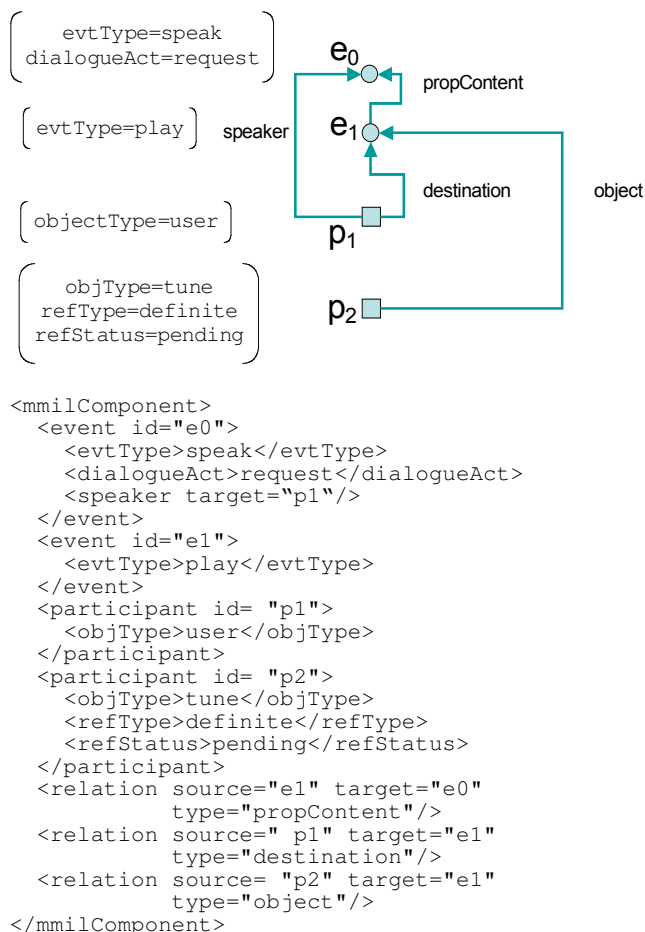 evtType=speak
dialogueAct=request
e0
propContent
evtType=play
speaker
e1
destination
object
objectType=user
p1
objType=tune
refType=definite
refStatus=pending
p2
<mmilComponent>
  <event id="e0">
    <evtType>speak</evtType>
    <dialogueAct>request</dialogueAct>
    <speaker target=“p1“/>
  </event>
  <event id="e1">
    <evtType>play</evtType>
  </event>
  <participant id= "p1">
    <objType>user</objType>
  </participant>
  <participant id= "p2">
    <objType>tune</objType>
    <refType>definite</refType>
    <refStatus>pending</refStatus>
  </participant>
  <relation source="e1" target="e0"
            type="propContent"/>
  <relation source=" p1" target="e1"
            type="destination"/>
  <relation source= "p2" target="e1"
            type="object"/>
</mmilComponent>